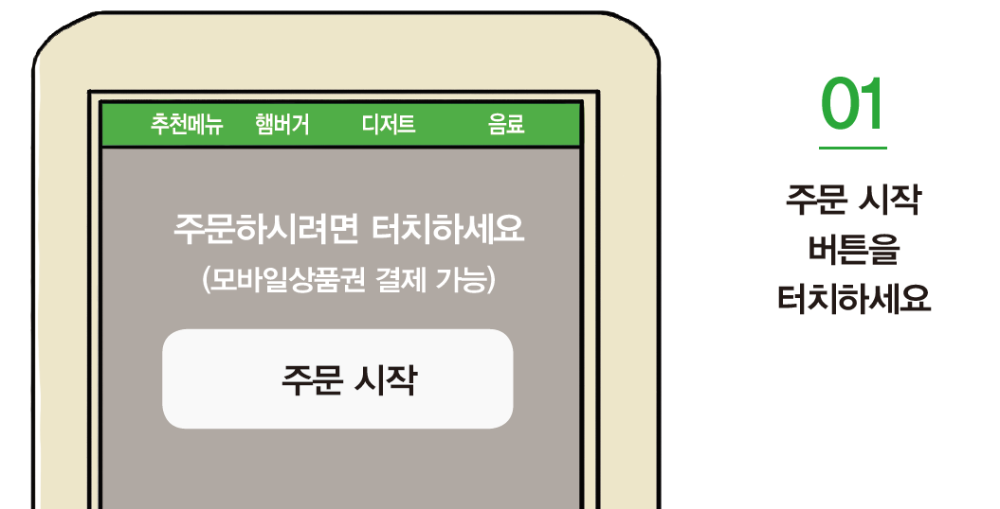 추천메뉴 햄버거 디저트 음료
주문하시려면 터치하세요
(모바일상품권 결제 가능)
주문 시작
01
주문 시작
버튼을
터치하세요